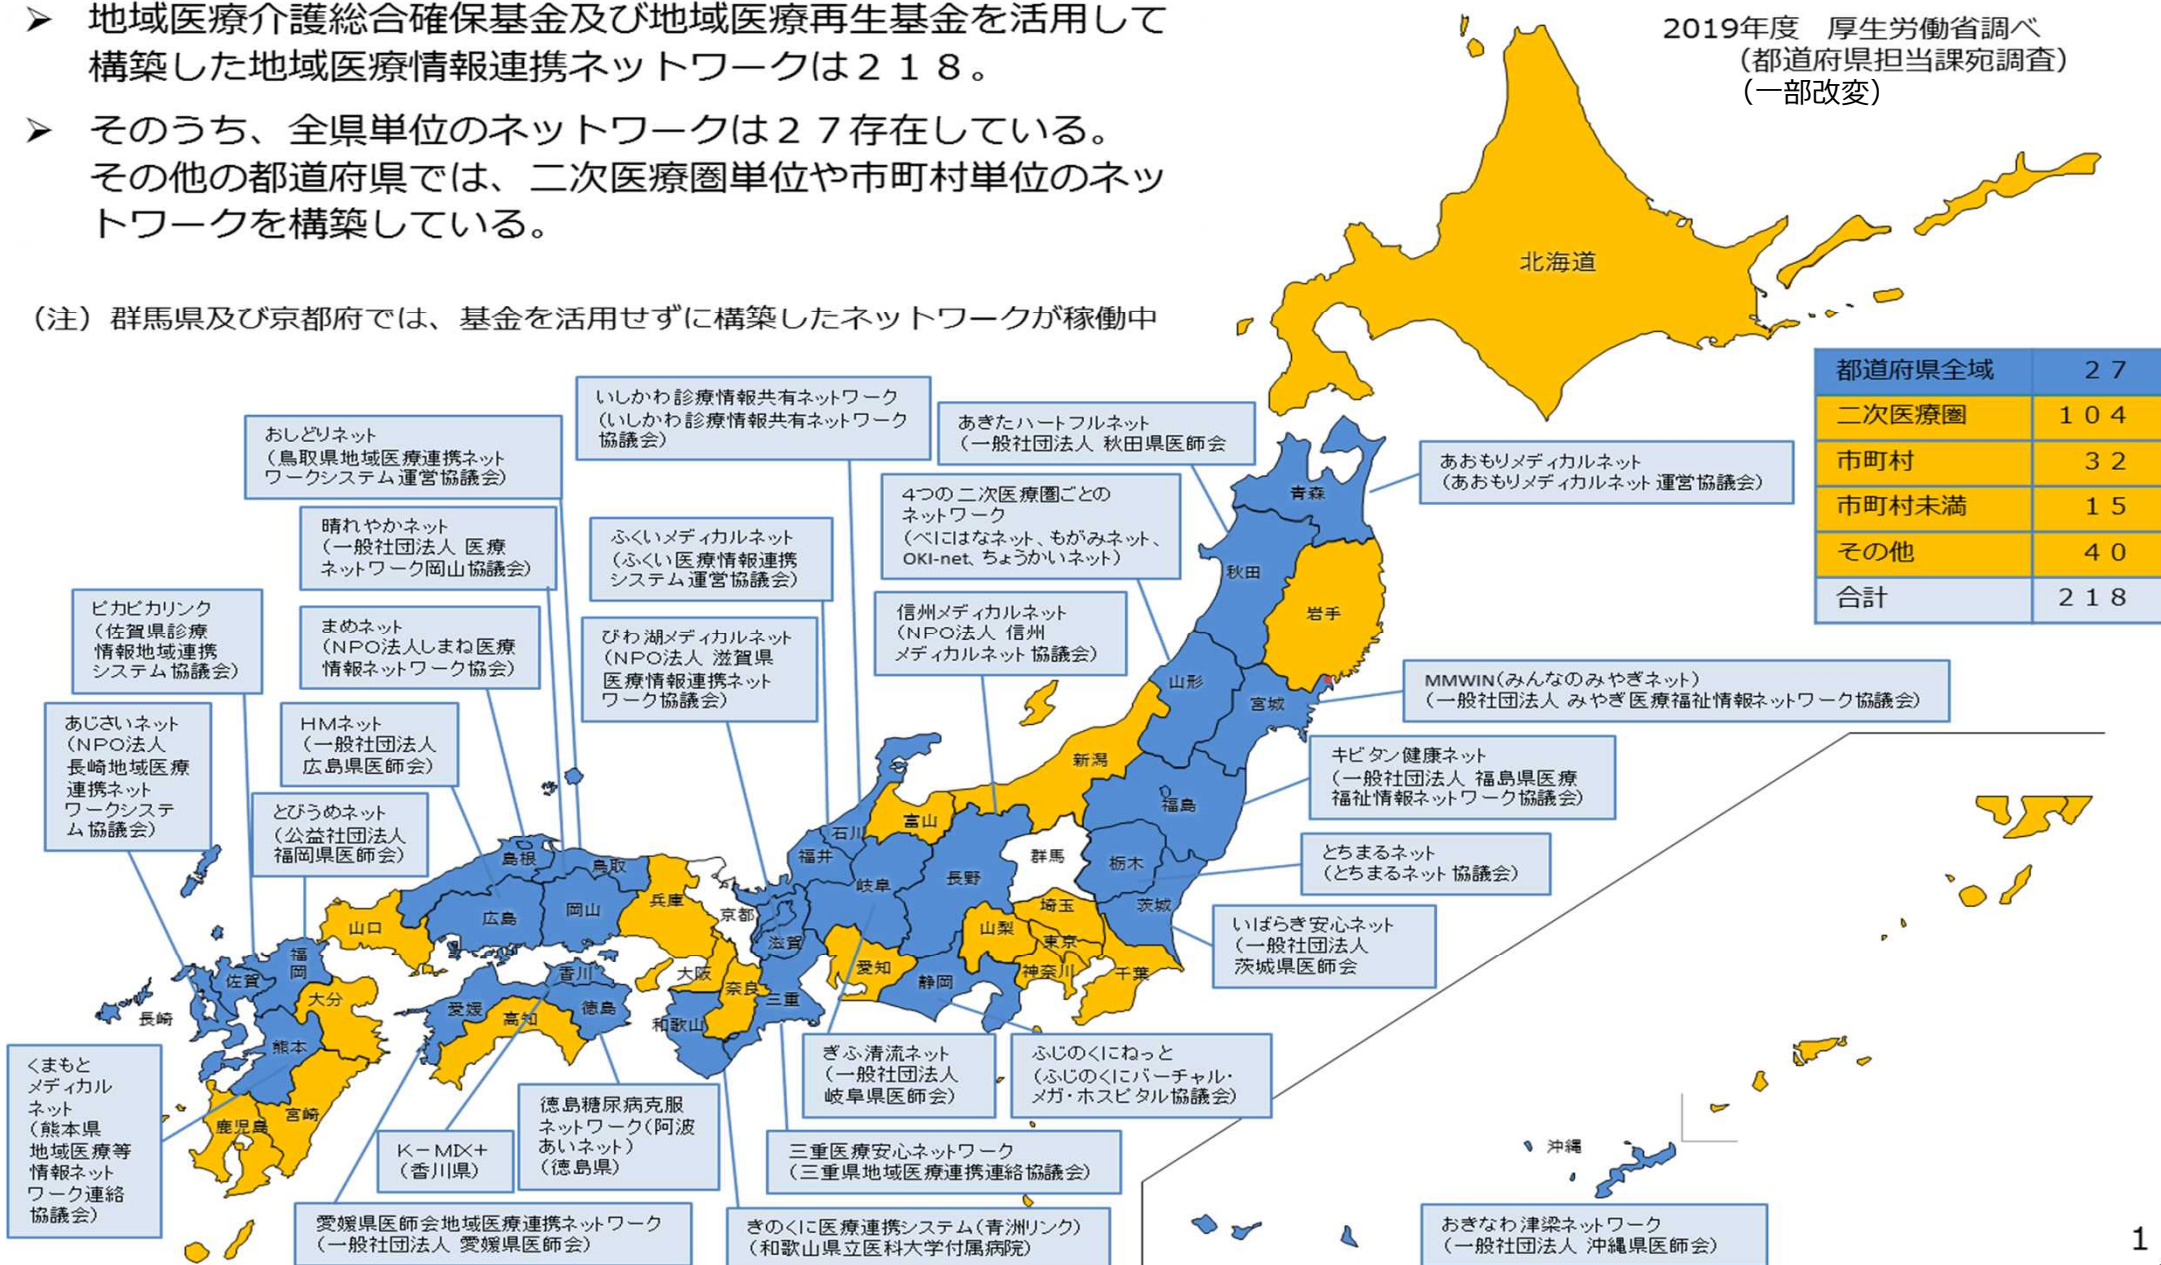 ➢ 地域医療介護総合確保基金及び地域医療再生基金を活用して
構築した地域医療情報連携ネットワークは２１８。
➢ そのうち、全県単位のネットワークは２７存在している。
その他の都道府県では、二次医療圏単位や市町村単位のネッ
トワークを構築している。
（注）群馬県及び京都府では、基金を活用せずに構築したネットワークが稼働中
2019年度　厚生労働省調べ
（都道府県担当課宛調査）
（一部改変）
北海道
都道府県全域 ２７
二次医療圏 １０４
市町村 ３２
市町村未満 １５
その他 ４０
合計 ２１８
いしかわ診療情報共有ネットワーク
（いしかわ診療情報共有ネットワーク
協議会）
おしどりネット
（鳥取県地域医療連携ネット
ワークシステム運営協議会）
あきたハートフルネット
（一般社団法人 秋田県医師会
あおもりメディカルネット
（あおもりメディカルネット 運営協議会）
4つの二次医療圏ごとの
ネットワーク
（べにはなネット、もがみネット、
OKI-net、ちょうかいネット）
晴れやかネット
（一般社団法人 医療
ネットワーク岡山協議会）
ふくいメディカルネット
（ふくい医療情報連携
システム運営協議会）
ピカピカリンク
（佐賀県診療
情報地域連携
システム協議会）
まめネット
（NPO法人しまね医療
情報ネットワーク協会）
びわ湖メディカルネット
（NPO法人 滋賀県
医療情報連携ネット
ワーク協議会）
信州メディカルネット
（NPO法人 信州
メディカルネット 協議会）
MMWIN（みんなのみやぎネット）
（一般社団法人 みやぎ医療福祉情報ネットワーク協議会）
あじさいネット
（NPO法人
長崎地域医療
連携ネット
ワークシステ
ム協議会）
HMネット
（一般社団法人
広島県医師会）
キビタン健康ネット
（一般社団法人 福島県医療
福祉情報ネットワーク協議会）
とびうめネット
（公益社団法人
福岡県医師会）
とちまるネット
（とちまるネット 協議会）
いばらき安心ネット
（一般社団法人
茨城県医師会
青森
秋田
岩手
山形
宮城
新潟
福島
富山
石川
群馬
栃木
福井
島根
鳥取
岐阜
長野
茨城
兵庫
岡山
広島
京都
埼玉
山口
山梨
東京
滋賀
福
岡
愛知
神奈川
千葉
佐賀
香川
大阪
静岡
奈良
大分
三重
愛媛
徳島
高知
和歌山
長崎
熊本
宮崎
鹿児島
くまもと
メディカル
ネット
（熊本県
地域医療等
情報ネット
ワーク連絡
協議会）
ぎふ清流ネット
（一般社団法人
岐阜県医師会）
ふじのくにねっと
（ふじのくにバーチャル・
メガ・ホスピタル協議会）
徳島糖尿病克服
ネットワーク（阿波
あいネット）
（徳島県）
K－MIX+
（香川県）
三重医療安心ネットワーク
（三重県地域医療連携連絡協議会）
沖縄
愛媛県医師会地域医療連携ネットワーク
（一般社団法人 愛媛県医師会）
きのくに医療連携システム（青洲リンク）
（和歌山県立医科大学付属病院）
おきなわ津梁ネットワーク
（一般社団法人 沖縄県医師会）
1